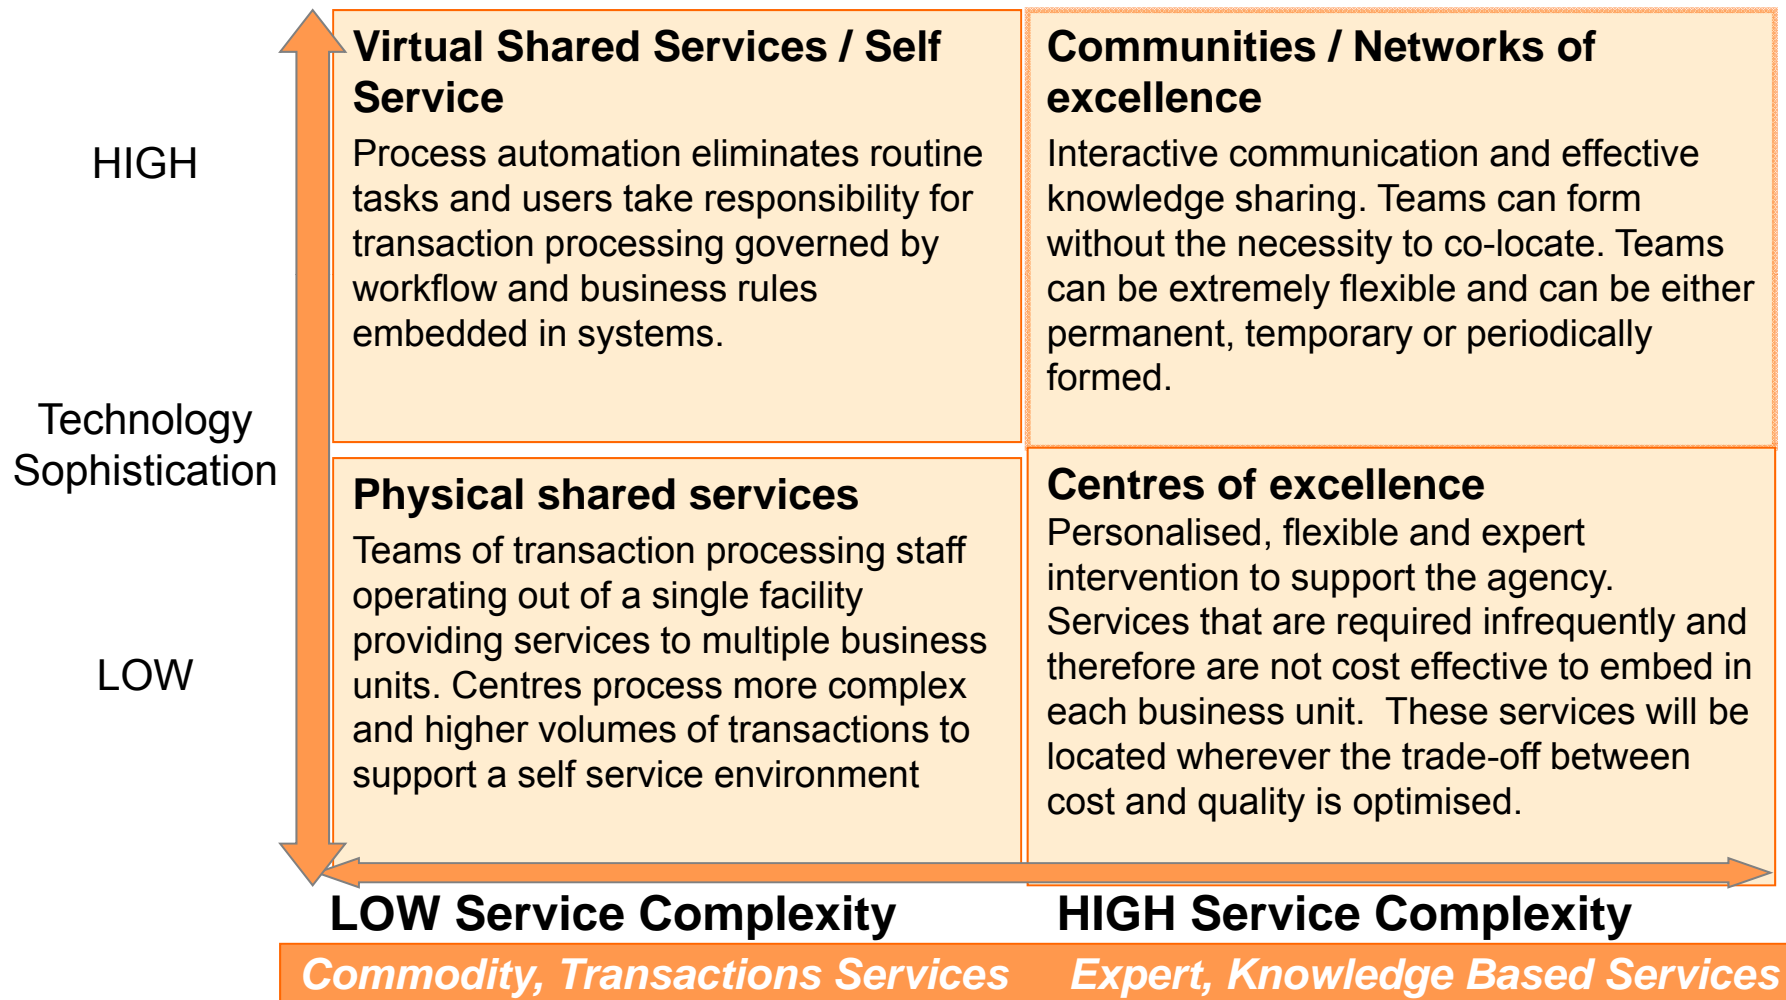 Virtual Shared Services / Self
Service
Process automation eliminates routine
tasks and users take responsibility for
transaction processing governed by
workflow and business rules
embedded in systems.
Communities / Networks of
excellence
Interactive communication and effective
knowledge sharing. Teams can form
without the necessity to co-locate. Teams
can be extremely flexible and can be either
permanent, temporary or periodically
formed.
HIGH
Technology
Sophistication
LOW
Physical shared services
Teams of transaction processing staff
operating out of a single facility
providing services to multiple business
units. Centres process more complex
and higher volumes of transactions to
support a self service environment
Centres of excellence
Personalised, flexible and expert
intervention to support the agency.
Services that are required infrequently and
therefore are not cost effective to embed in
each business unit.  These services will be
located wherever the trade-off between
cost and quality is optimised.
LOW Service Complexity
HIGH Service Complexity
Commodity, Transactions Services
Expert, Knowledge Based Services